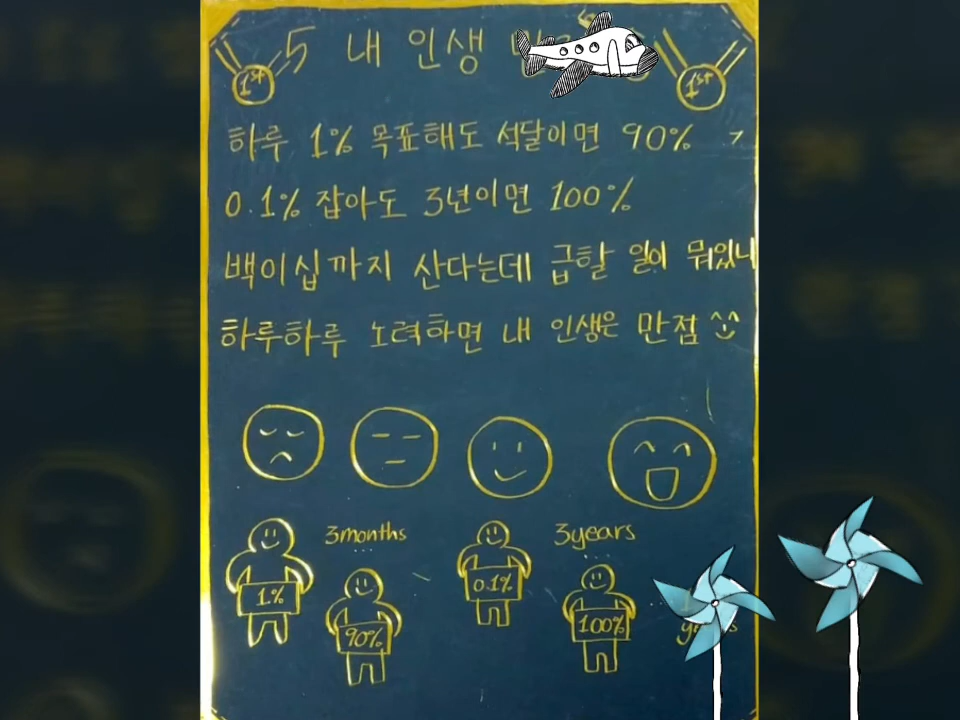 1st 5 내 인생 1st
하루 1% 목표해도 석달이면 90%
0.1% 잡아도 3년이면 100%
백이십까지 산다는데 급할 일이 뭐있니
하루하루 노력하면 내 인생은 만점 ^^
3months 3years
1% 0.1%
90% 100%